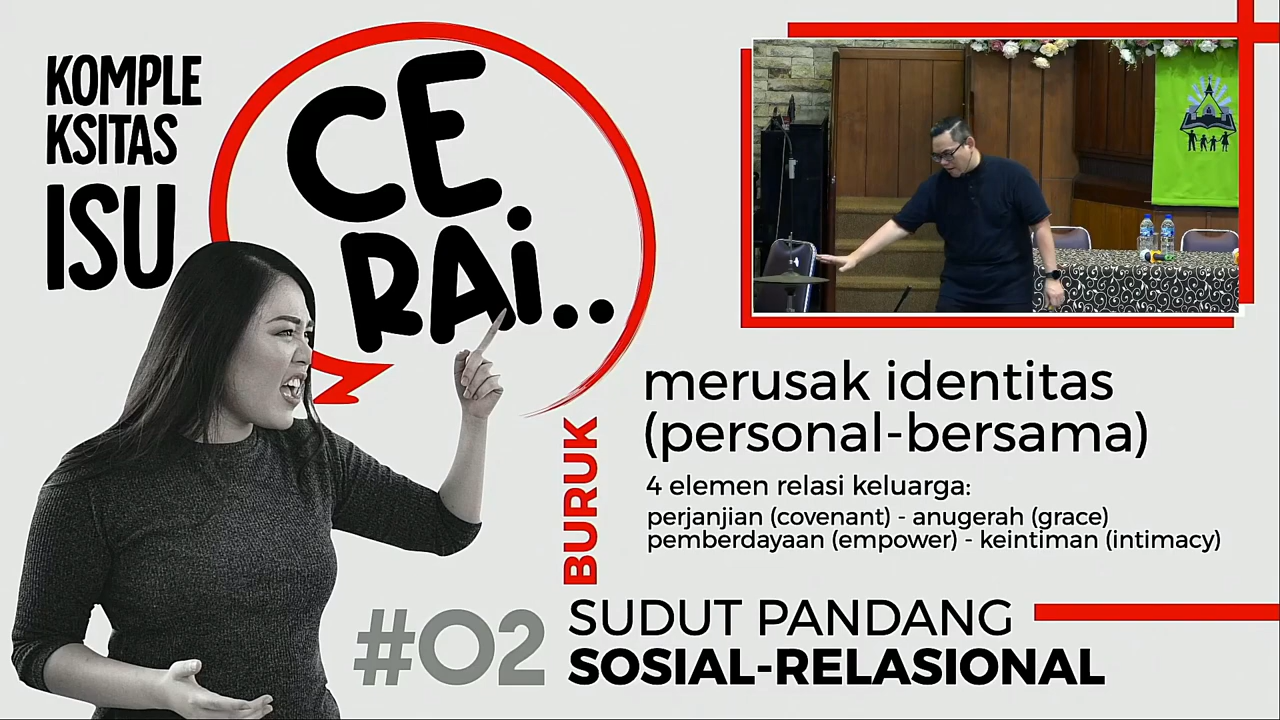 KOMPLE
KSITAS
ISU
CE
RAi..
BURUK
merusak identitas
(personal-bersama)
4 elemen relasi keluarga:
perjanjian (covenant) - anugerah (grace)
pemberdayaan (empower) - keintiman (intimacy)
#02
SUDUT PANDANG
SOSIAL-RELASIONAL